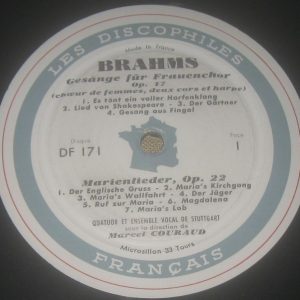 LES DISCOPHILES
Made in France
BRAHMS
Gesänge für Frauenchor
Op. 17
(chœur de femmes, deux cors et harpe)
1. Es tönt ein voller Harfenklang
2. Lied von Shakespeare - 3. Der Gärtner
4. Gesang aus Fingal
Disque
DF 171
Face
1
Marienlieder, Op. 22
1. Der Englische Gruss - 2. Maria's Kirchgang
3. Maria's Wallfahrt - 4. Der Jäger
5. Ruf zur Maria - 6. Magdalena
7. Maria's Lob
QUATUOR ET ENSEMBLE VOCAL DE STUTTGART
sous la direction de
Marcel COURAUD
Microsillon-33 Tours
FRANÇAIS